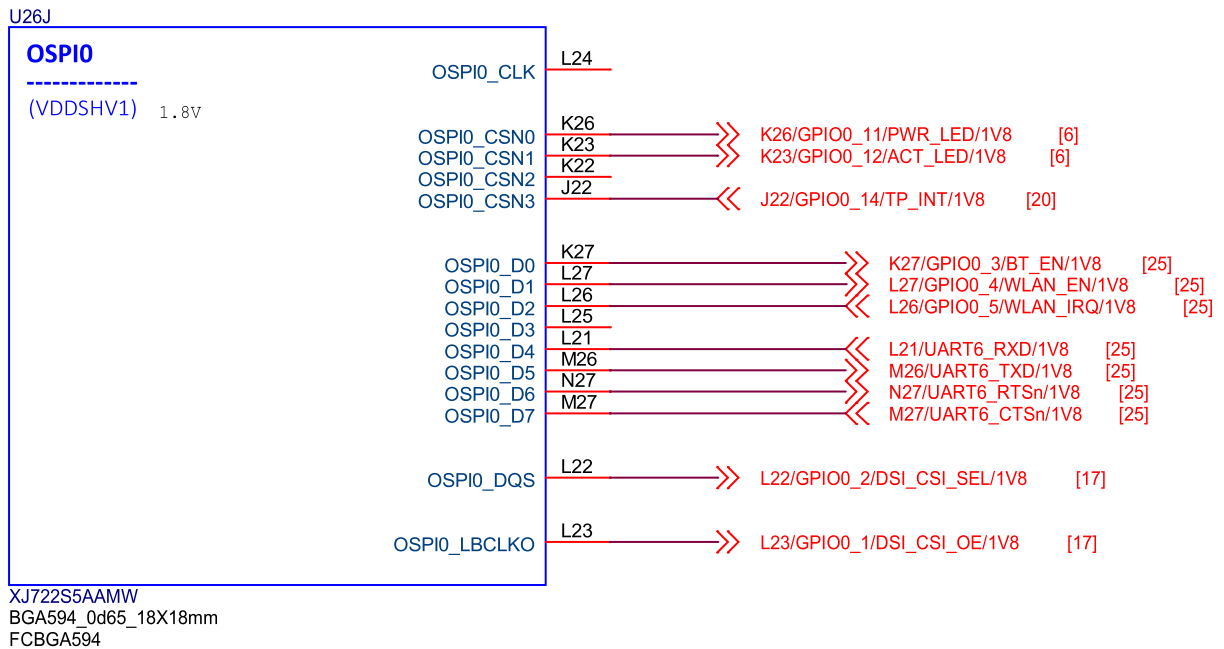 U26J
OSPI0
-------------
(VDDSHV1) 1.8V
OSPI0_CLK L24
OSPI0_CSN0 K26 K26/GPIO0_11/PWR_LED/1V8 [6]
OSPI0_CSN1 K23 K23/GPIO0_12/ACT_LED/1V8 [6]
OSPI0_CSN2 K22
OSPI0_CSN3 J22 J22/GPIO0_14/TP_INT/1V8 [20]
OSPI0_D0 K27 K27/GPIO0_3/BT_EN/1V8 [25]
OSPI0_D1 L27 L27/GPIO0_4/WLAN_EN/1V8 [25]
OSPI0_D2 L26 L26/GPIO0_5/WLAN_IRQ/1V8 [25]
OSPI0_D3 L25
OSPI0_D4 L21 L21/UART6_RXD/1V8 [25]
OSPI0_D5 M26 M26/UART6_TXD/1V8 [25]
OSPI0_D6 N27 N27/UART6_RTSn/1V8 [25]
OSPI0_D7 M27 M27/UART6_CTSn/1V8 [25]
OSPI0_DQS L22 L22/GPIO0_2/DSI_CSI_SEL/1V8 [17]
OSPI0_LBCLKO L23 L23/GPIO0_1/DSI_CSI_OE/1V8 [17]
XJ722S5AAMW
BGA594_0d65_18X18mm
FCBGA594